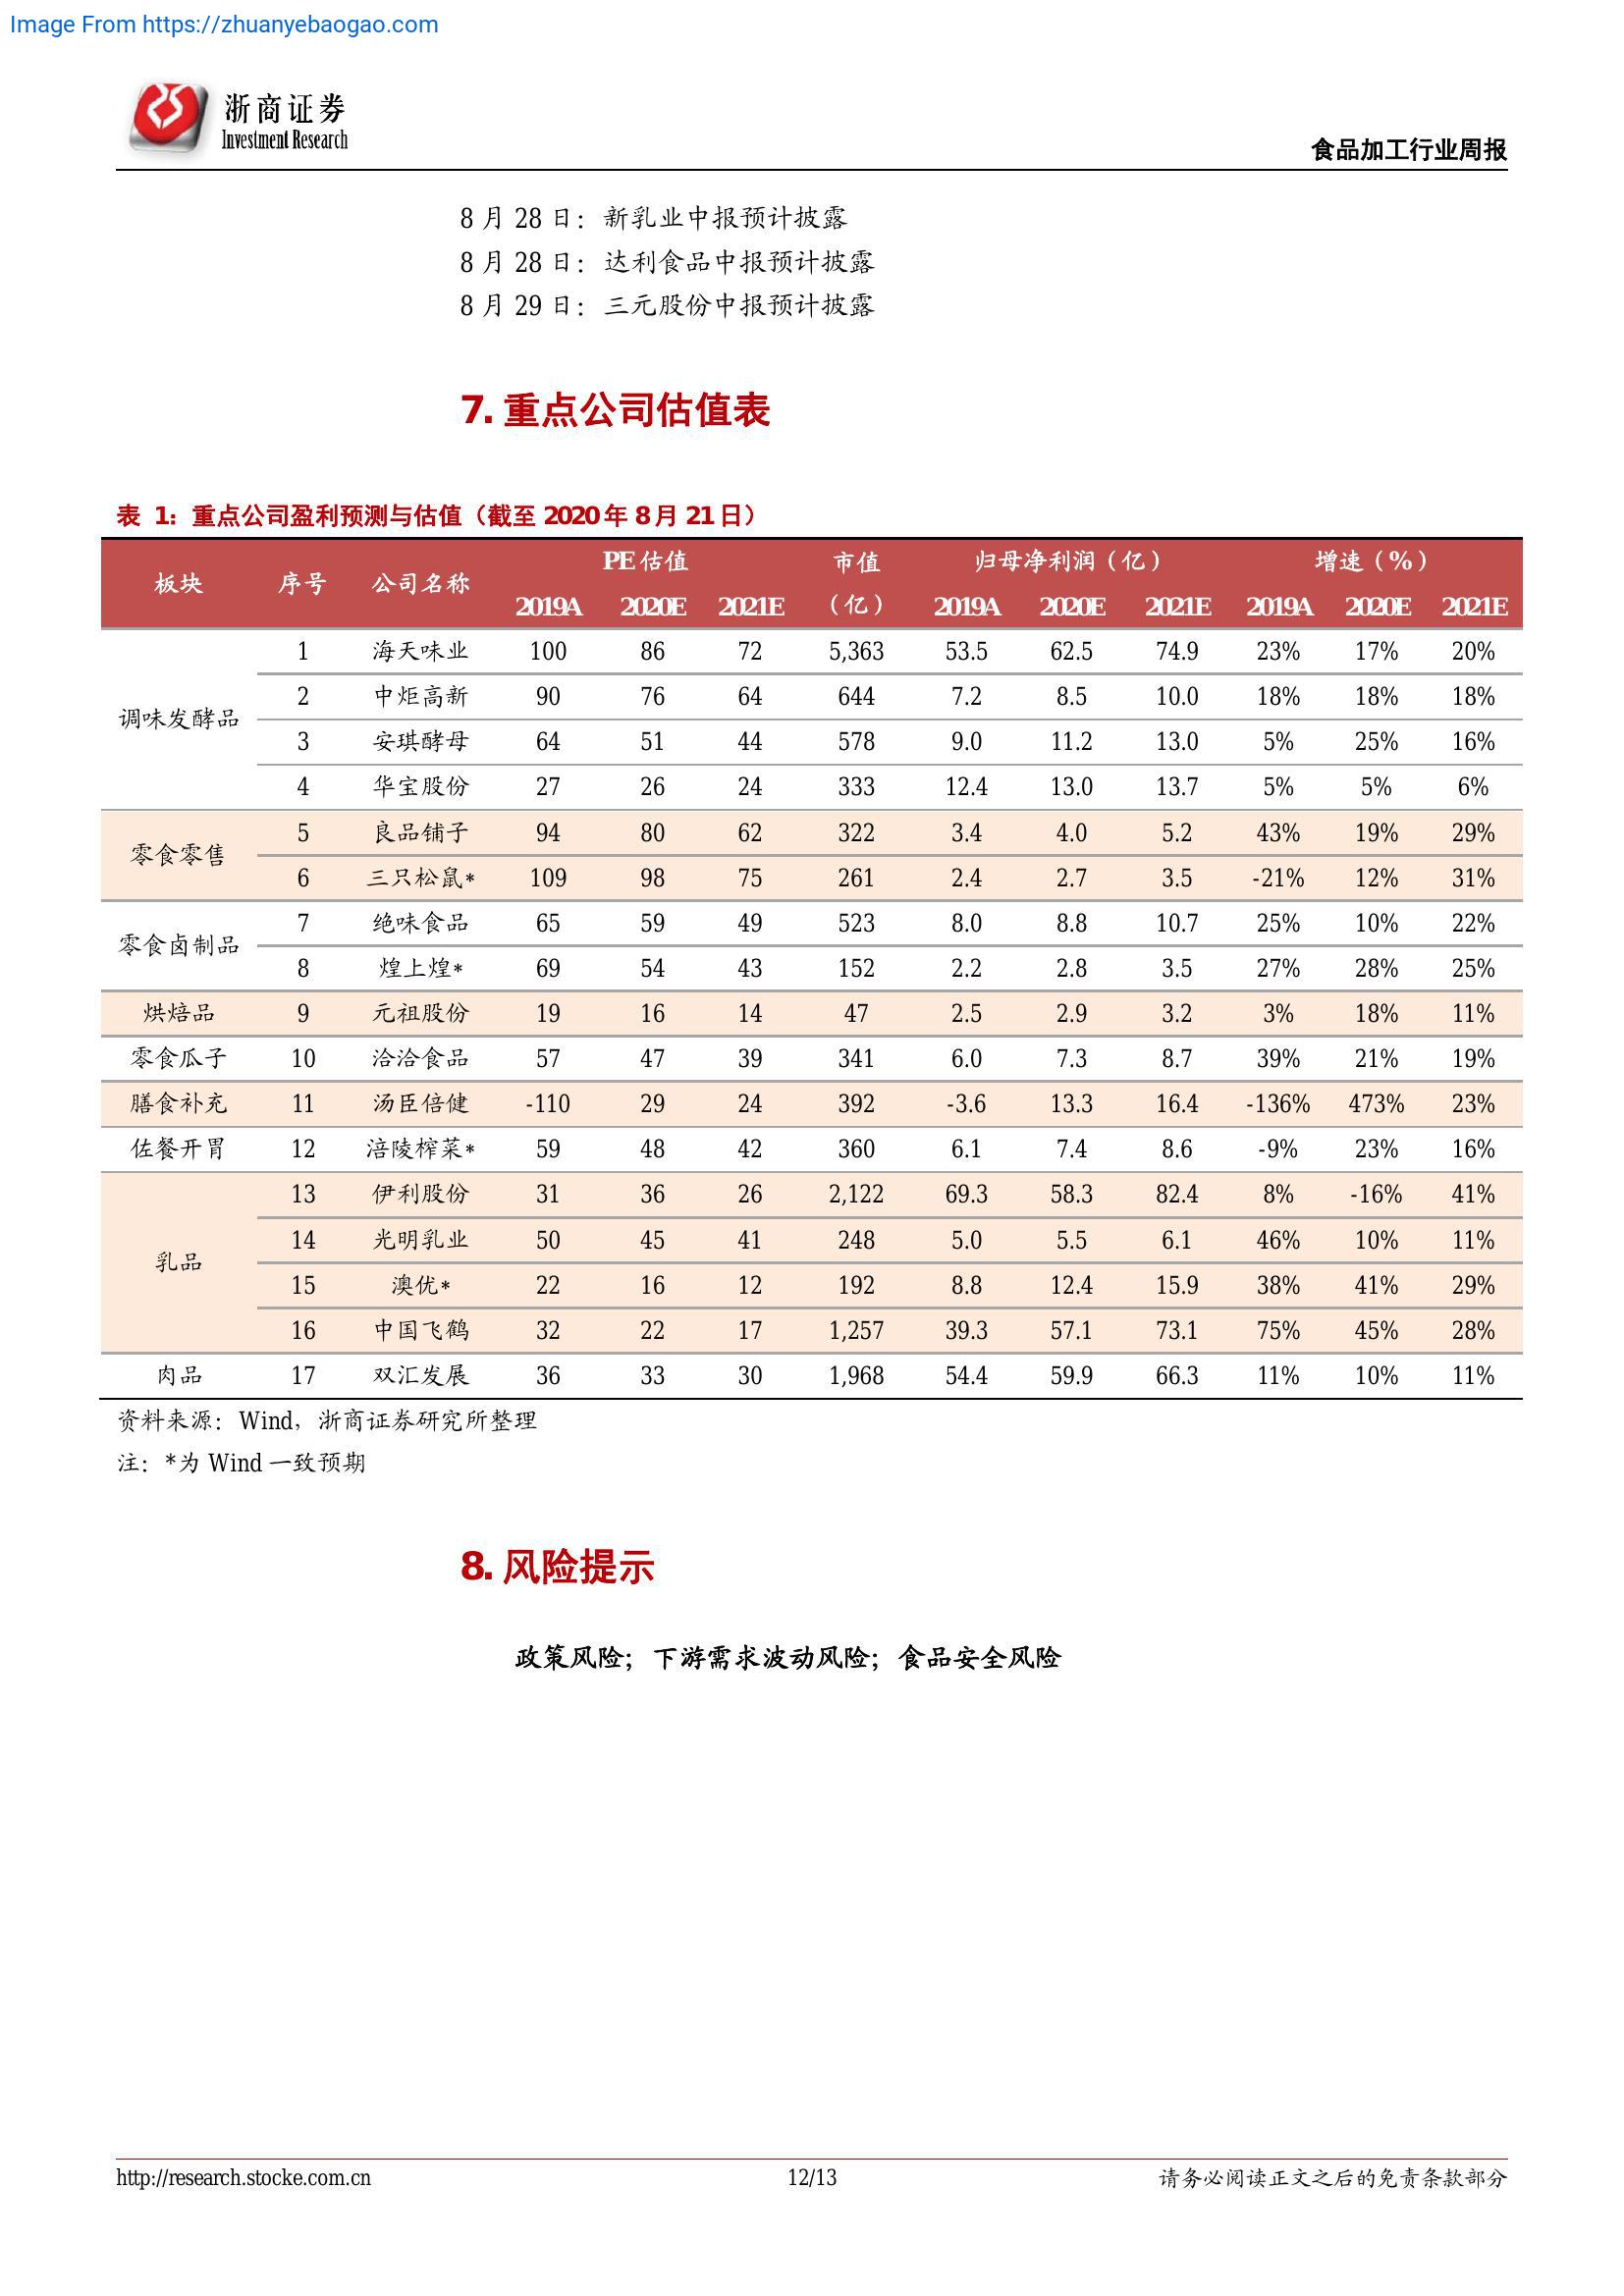 Image From https://zhuanyebaogao.com
浙商证券
Investment Research
食品加工行业周报
8 月 28 日：新乳业中报预计披露
8 月 28 日：达利食品中报预计披露
8 月 29 日：三元股份中报预计披露
7. 重点公司估值表
表 1：重点公司盈利预测与估值（截至 2020 年 8 月 21 日）
板块 序号 公司名称 PE 估值 市值（亿） 归母净利润（亿） 增速（%）
2019A 2020E 2021E 2019A 2020E 2021E 2019A 2020E 2021E
调味发酵品 1 海天味业 100 86 72 5,363 53.5 62.5 74.9 23% 17% 20%
2 中炬高新 90 76 64 644 7.2 8.5 10.0 18% 18% 18%
3 安琪酵母 64 51 44 578 9.0 11.2 13.0 5% 25% 16%
4 华宝股份 27 26 24 333 12.4 13.0 13.7 5% 5% 6%
零食零售 5 良品铺子 94 80 62 322 3.4 4.0 5.2 43% 19% 29%
6 三只松鼠* 109 98 75 261 2.4 2.7 3.5 -21% 12% 31%
零食卤制品 7 绝味食品 65 59 49 523 8.0 8.8 10.7 25% 10% 22%
8 煌上煌* 69 54 43 152 2.2 2.8 3.5 27% 28% 25%
烘焙品 9 元祖股份 19 16 14 47 2.5 2.9 3.2 3% 18% 11%
零食瓜子 10 洽洽食品 57 47 39 341 6.0 7.3 8.7 39% 21% 19%
膳食补充 11 汤臣倍健 -110 29 24 392 -3.6 13.3 16.4 -136% 473% 23%
佐餐开胃 12 涪陵榨菜* 59 48 42 360 6.1 7.4 8.6 -9% 23% 16%
乳品 13 伊利股份 31 36 26 2,122 69.3 58.3 82.4 8% -16% 41%
14 光明乳业 50 45 41 248 5.0 5.5 6.1 46% 10% 11%
15 澳优* 22 16 12 192 8.8 12.4 15.9 38% 41% 29%
16 中国飞鹤 32 22 17 1,257 39.3 57.1 73.1 75% 45% 28%
肉品 17 双汇发展 36 33 30 1,968 54.4 59.9 66.3 11% 10% 11%
资料来源：Wind，浙商证券研究所整理
注：*为 Wind 一致预期
8. 风险提示
政策风险；下游需求波动风险；食品安全风险
http://research.stocke.com.cn 12/13 请务必阅读正文之后的免责条款部分